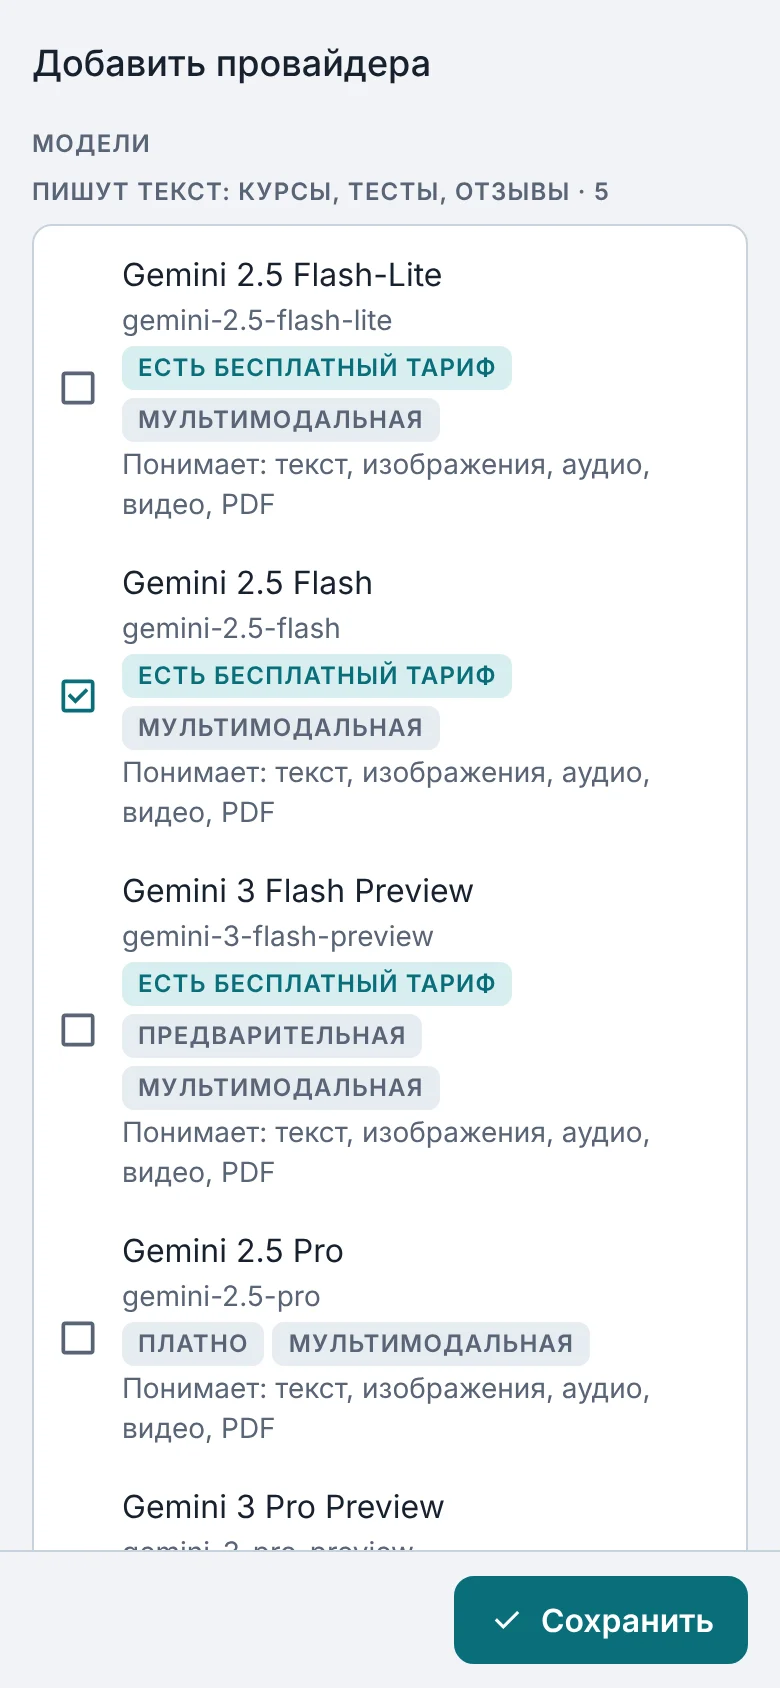 Добавить провайдера
МОДЕЛИ
ПИШУТ ТЕКСТ: КУРСЫ, ТЕСТЫ, ОТЗЫВЫ · 5
Gemini 2.5 Flash-Lite
gemini-2.5-flash-lite
ЕСТЬ БЕСПЛАТНЫЙ ТАРИФ
МУЛЬТИМОДАЛЬНАЯ
Понимает: текст, изображения, аудио,
видео, PDF
Gemini 2.5 Flash
gemini-2.5-flash
ЕСТЬ БЕСПЛАТНЫЙ ТАРИФ
МУЛЬТИМОДАЛЬНАЯ
Понимает: текст, изображения, аудио,
видео, PDF
Gemini 3 Flash Preview
gemini-3-flash-preview
ЕСТЬ БЕСПЛАТНЫЙ ТАРИФ
ПРЕДВАРИТЕЛЬНАЯ
МУЛЬТИМОДАЛЬНАЯ
Понимает: текст, изображения, аудио,
видео, PDF
Gemini 2.5 Pro
gemini-2.5-pro
ПЛАТНО МУЛЬТИМОДАЛЬНАЯ
Понимает: текст, изображения, аудио,
видео, PDF
Gemini 3 Pro Preview
gemini-3-pro-preview
Сохранить